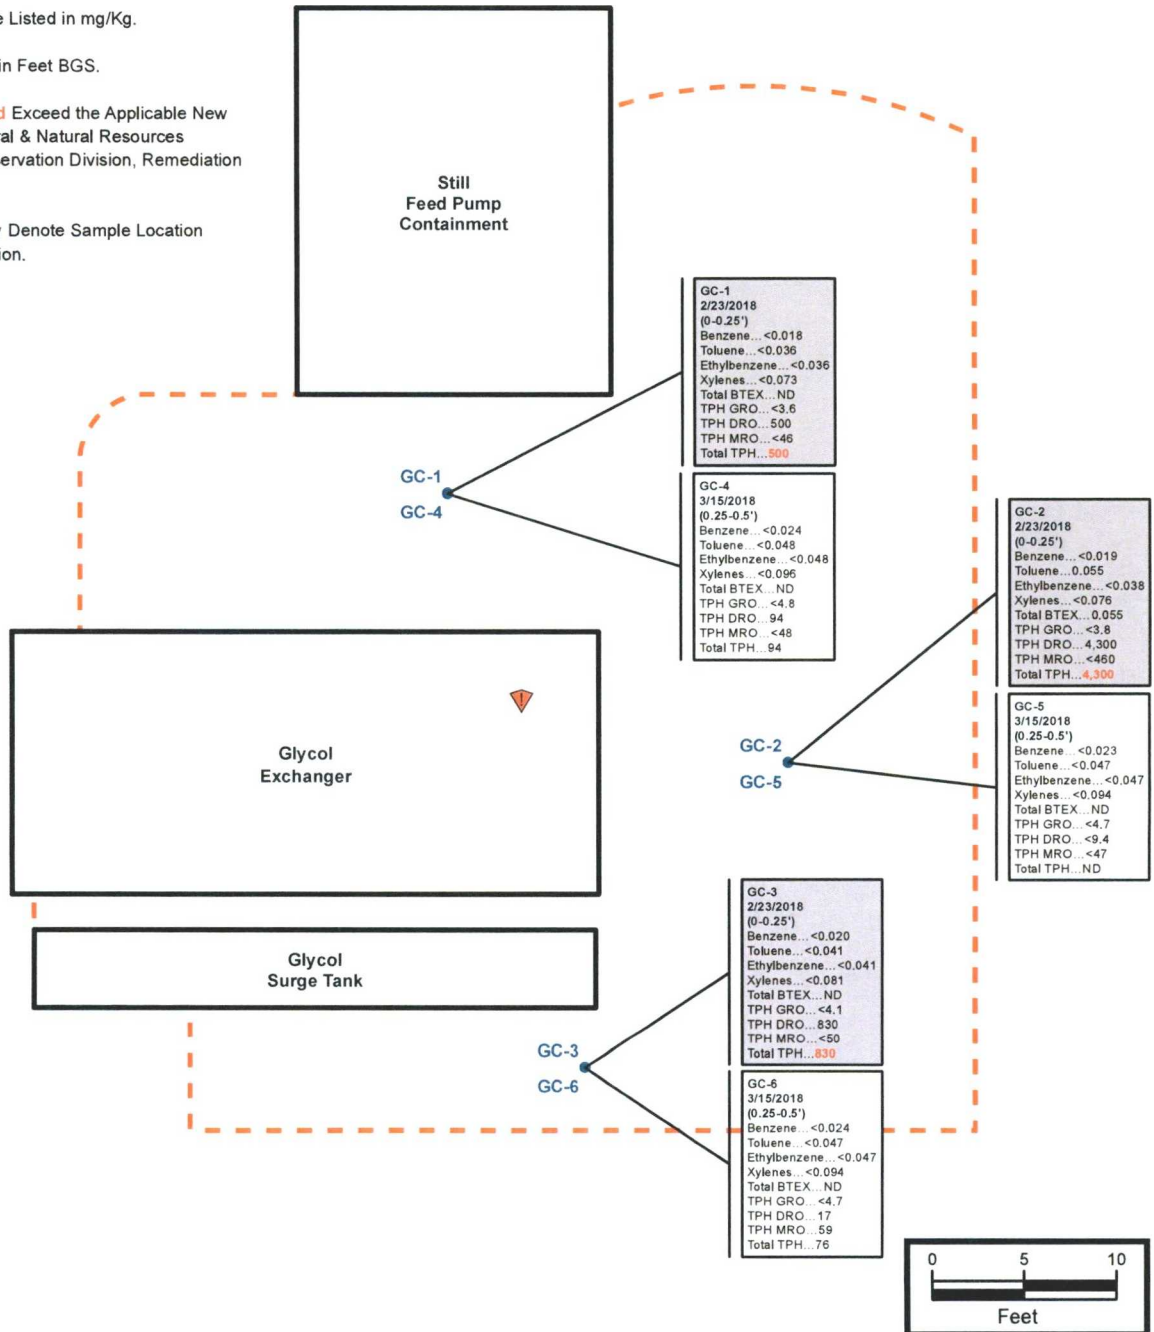 e Listed in mg/Kg.
in Feet BGS.
d Exceed the Applicable New
al & Natural Resources
ervation Division, Remediation
Denote Sample Location
ion.
Still
Feed Pump
Containment
GC-1
2/23/2018
(0-0.25')
Benzene...<0.018
Toluene...<0.036
Ethylbenzene...<0.036
Xylenes...<0.073
Total BTEX...ND
TPH GRO...<3.6
TPH DRO...500
TPH MRO...<46
Total TPH...500
GC-1
GC-4
GC-4
3/15/2018
(0.25-0.5')
Benzene...<0.024
Toluene...<0.048
Ethylbenzene...<0.048
Xylenes...<0.096
Total BTEX...ND
TPH GRO...<4.8
TPH DRO...94
TPH MRO...<48
Total TPH...94
GC-2
2/23/2018
(0-0.25')
Benzene...<0.019
Toluene...0.055
Ethylbenzene...<0.038
Xylenes...<0.076
Total BTEX...0.055
TPH GRO...<3.8
TPH DRO...4,300
TPH MRO...<460
Total TPH...4,300
!
Glycol
Exchanger
GC-2
GC-5
GC-5
3/15/2018
(0.25-0.5')
Benzene...<0.023
Toluene...<0.047
Ethylbenzene...<0.047
Xylenes...<0.094
Total BTEX...ND
TPH GRO...<4.7
TPH DRO...<9.4
TPH MRO...<47
Total TPH...ND
Glycol
Surge Tank
GC-3
2/23/2018
(0-0.25')
Benzene...<0.020
Toluene...<0.041
Ethylbenzene...<0.041
Xylenes...<0.081
Total BTEX...ND
TPH GRO...<4.1
TPH DRO...830
TPH MRO...<50
Total TPH...830
GC-3
GC-6
GC-6
3/15/2018
(0.25-0.5')
Benzene...<0.024
Toluene...<0.047
Ethylbenzene...<0.047
Xylenes...<0.094
Total BTEX...ND
TPH GRO...<4.7
TPH DRO...17
TPH MRO...59
Total TPH...76
0 5 10
Feet